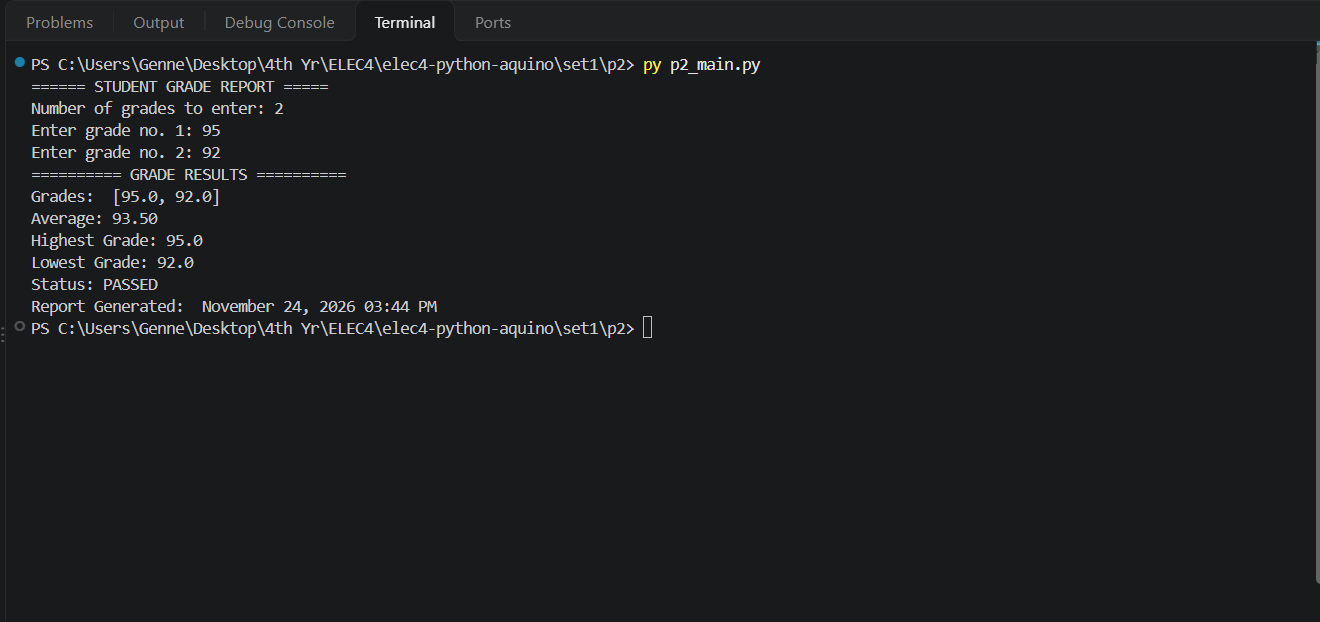 Problems Output Debug Console Terminal Ports
PS C:\Users\Genne\Desktop\4th Yr\ELEC4\elec4-python-aquino\set1\p2> py p2_main.py
====== STUDENT GRADE REPORT =====
Number of grades to enter: 2
Enter grade no. 1: 95
Enter grade no. 2: 92
========== GRADE RESULTS ==========
Grades:  [95.0, 92.0]
Average: 93.50
Highest Grade: 95.0
Lowest Grade: 92.0
Status: PASSED
Report Generated:  November 24, 2026 03:44 PM
PS C:\Users\Genne\Desktop\4th Yr\ELEC4\elec4-python-aquino\set1\p2>